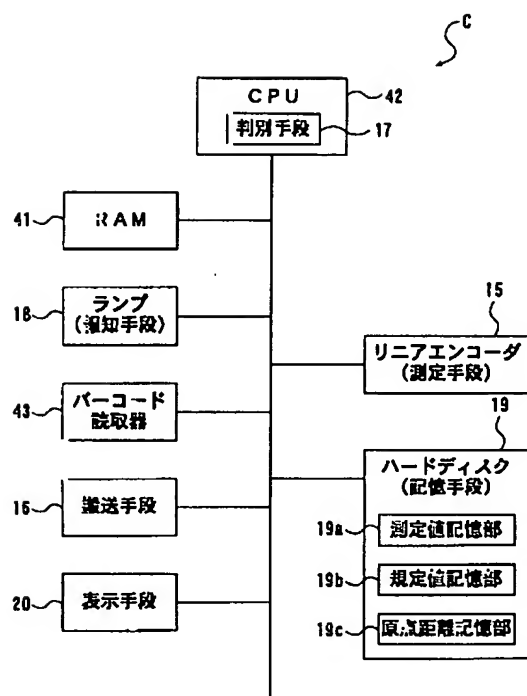 C
CPU
42
判別手段
17
41
RAM
18
ランプ
(報知手段)
15
リニアエンコーダ
(測定手段)
43
バーコード
読取器
19
ハードディスク
(記憶手段)
16
搬送手段
19a
測定値記憶部
19b
規定値記憶部
20
表示手段
19c
原点距離記憶部